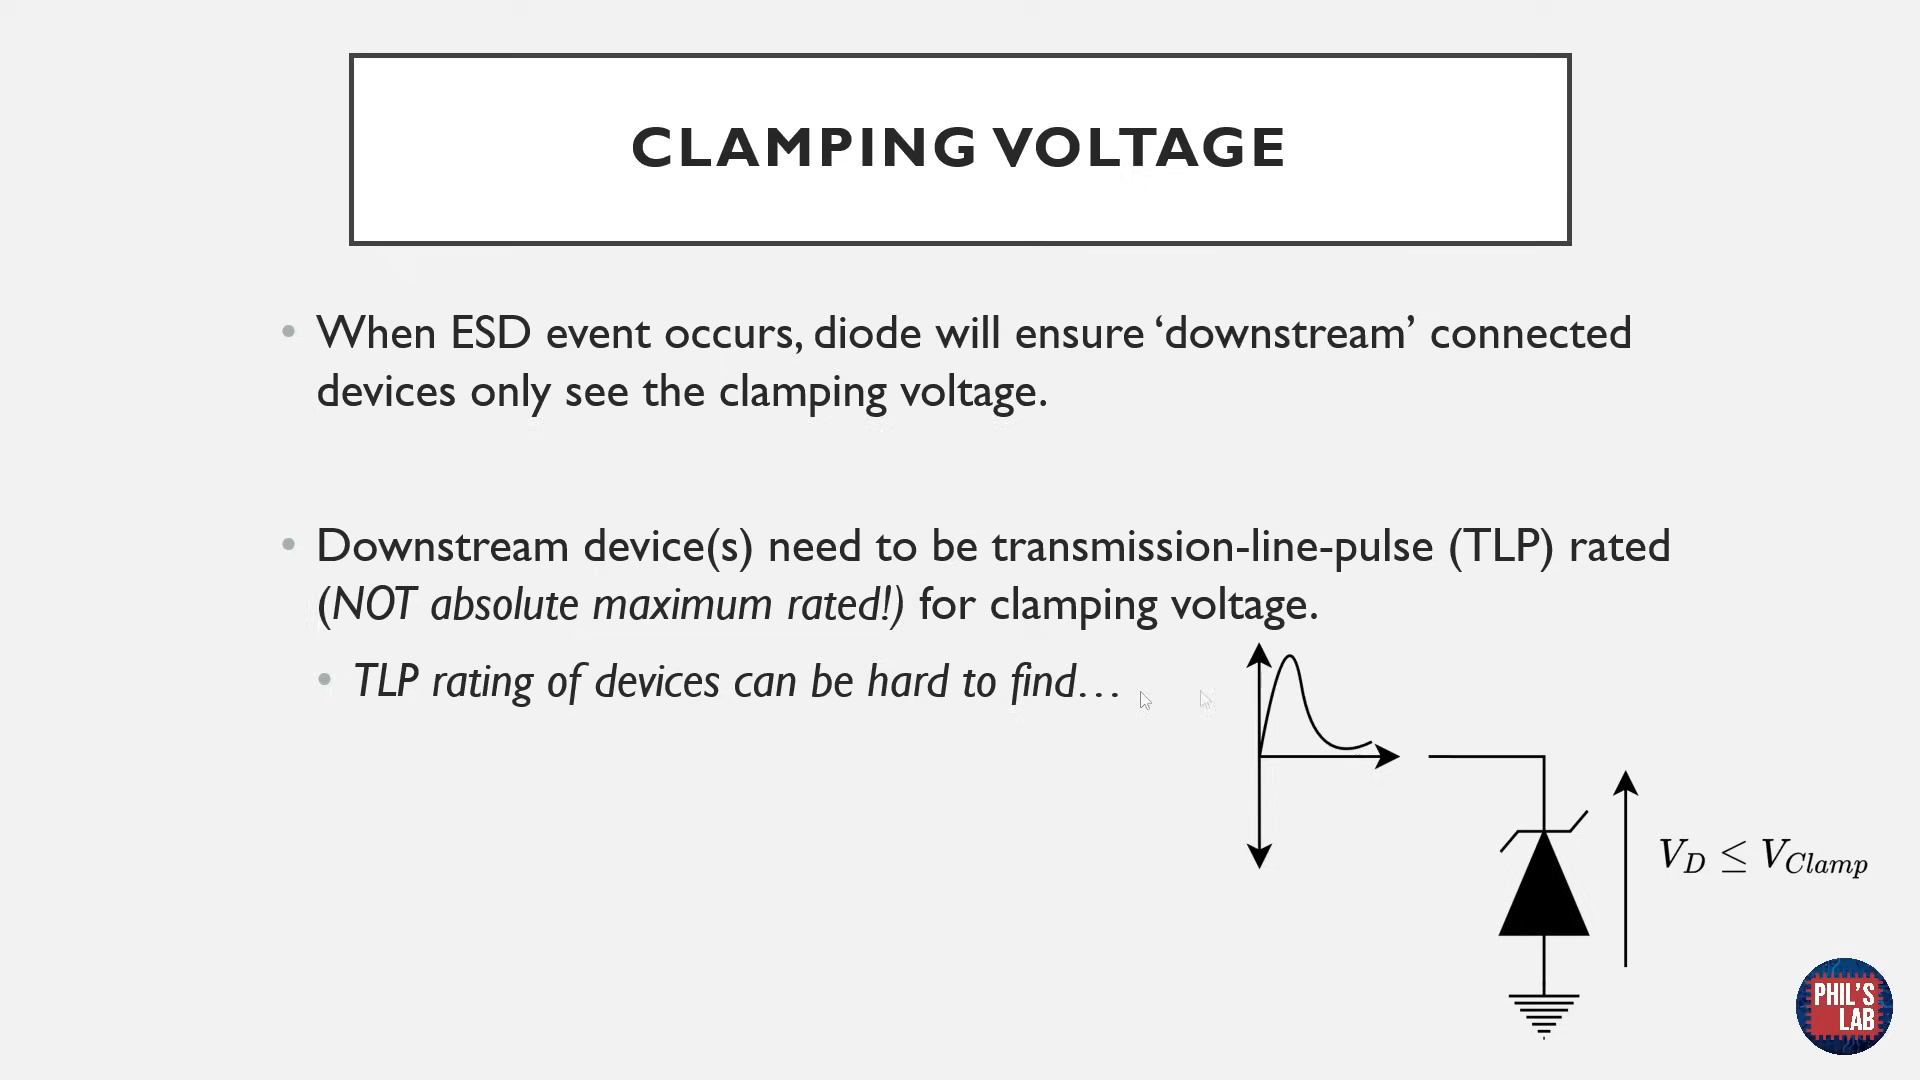 CLAMPING VOLTAGE
• When ESD event occurs, diode will ensure ‘downstream’ connected
devices only see the clamping voltage.
• Downstream device(s) need to be transmission-line-pulse (TLP) rated
(NOT absolute maximum rated!) for clamping voltage.
• TLP rating of devices can be hard to find…
V_D ≤ V_Clamp
PHIL'S
LAB